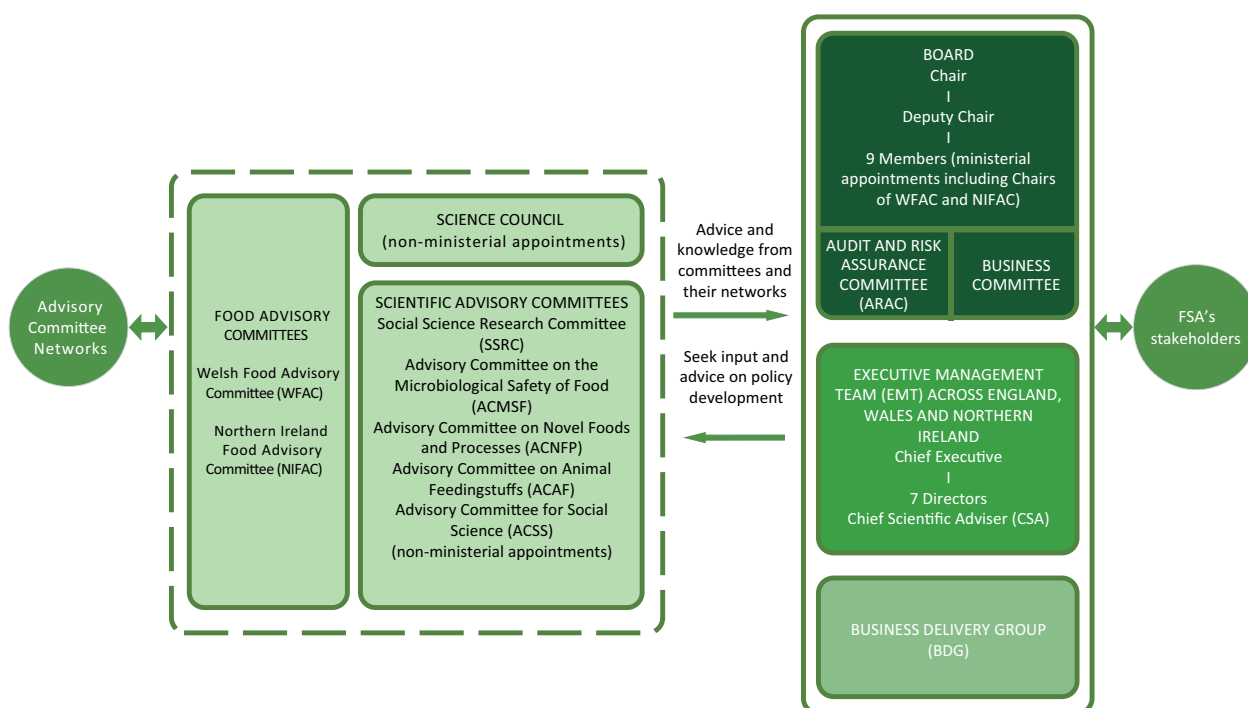 Advisory
Committee
Networks
FOOD ADVISORY
COMMITTEES
Welsh Food Advisory
Committee (WFAC)
Northern Ireland
Food Advisory
Committee (NIFAC)
SCIENCE COUNCIL
(non-ministerial appointments)
SCIENTIFIC ADVISORY COMMITTEES
Social Science Research Committee
(SSRC)
Advisory Committee on the
Microbiological Safety of Food
(ACMSF)
Advisory Committee on Novel Foods
and Processes (ACNFP)
Advisory Committee on Animal
Feedingstuffs (ACAF)
Advisory Committee for Social
Science (ACSS)
(non-ministerial appointments)
Advice and
knowledge from
committees and
their networks
Seek input and
advice on policy
development
BOARD
Chair
I
Deputy Chair
I
9 Members (ministerial
appointments including Chairs
of WFAC and NIFAC)
AUDIT AND RISK
ASSURANCE
COMMITTEE
(ARAC)
BUSINESS
COMMITTEE
EXECUTIVE MANAGEMENT
TEAM (EMT) ACROSS ENGLAND,
WALES AND NORTHERN
IRELAND
Chief Executive
I
7 Directors
Chief Scientific Adviser (CSA)
BUSINESS DELIVERY GROUP
(BDG)
FSA's
stakeholders